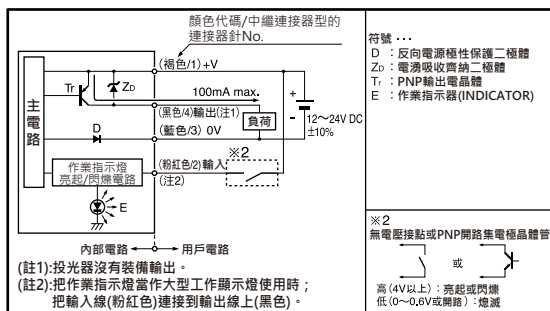 顏色代碼/中繼連接器型的
連接器針No.
(褐色/1) +V
Tr
ZD
100mA max.
主電路
(黑色/4) 輸出(註1)
負荷
+
-
12～24V DC
±10%
D
(藍色/3) 0V
※2
作業指示燈
亮起/閃爍電路
(粉紅色/2) 輸入
(註2)
E
內部電路
用戶電路
(註1):投光器沒有裝備輸出。
(註2):把作業指示燈當作大型工作顯示燈使用時；
把輸入線(粉紅色)連接到輸出線上(黑色)。
符號 ･･･
D ：反向電源極性保護二極體
ZD ：電湧吸收齊納二極體
Tr ：PNP輸出電晶體
E ：作業指示器(INDICATOR)
※2
無電壓接點或PNP開路集電極晶體管
或
高(4V以上)：亮起或閃爍
低(0～0.6V或開路)：熄滅